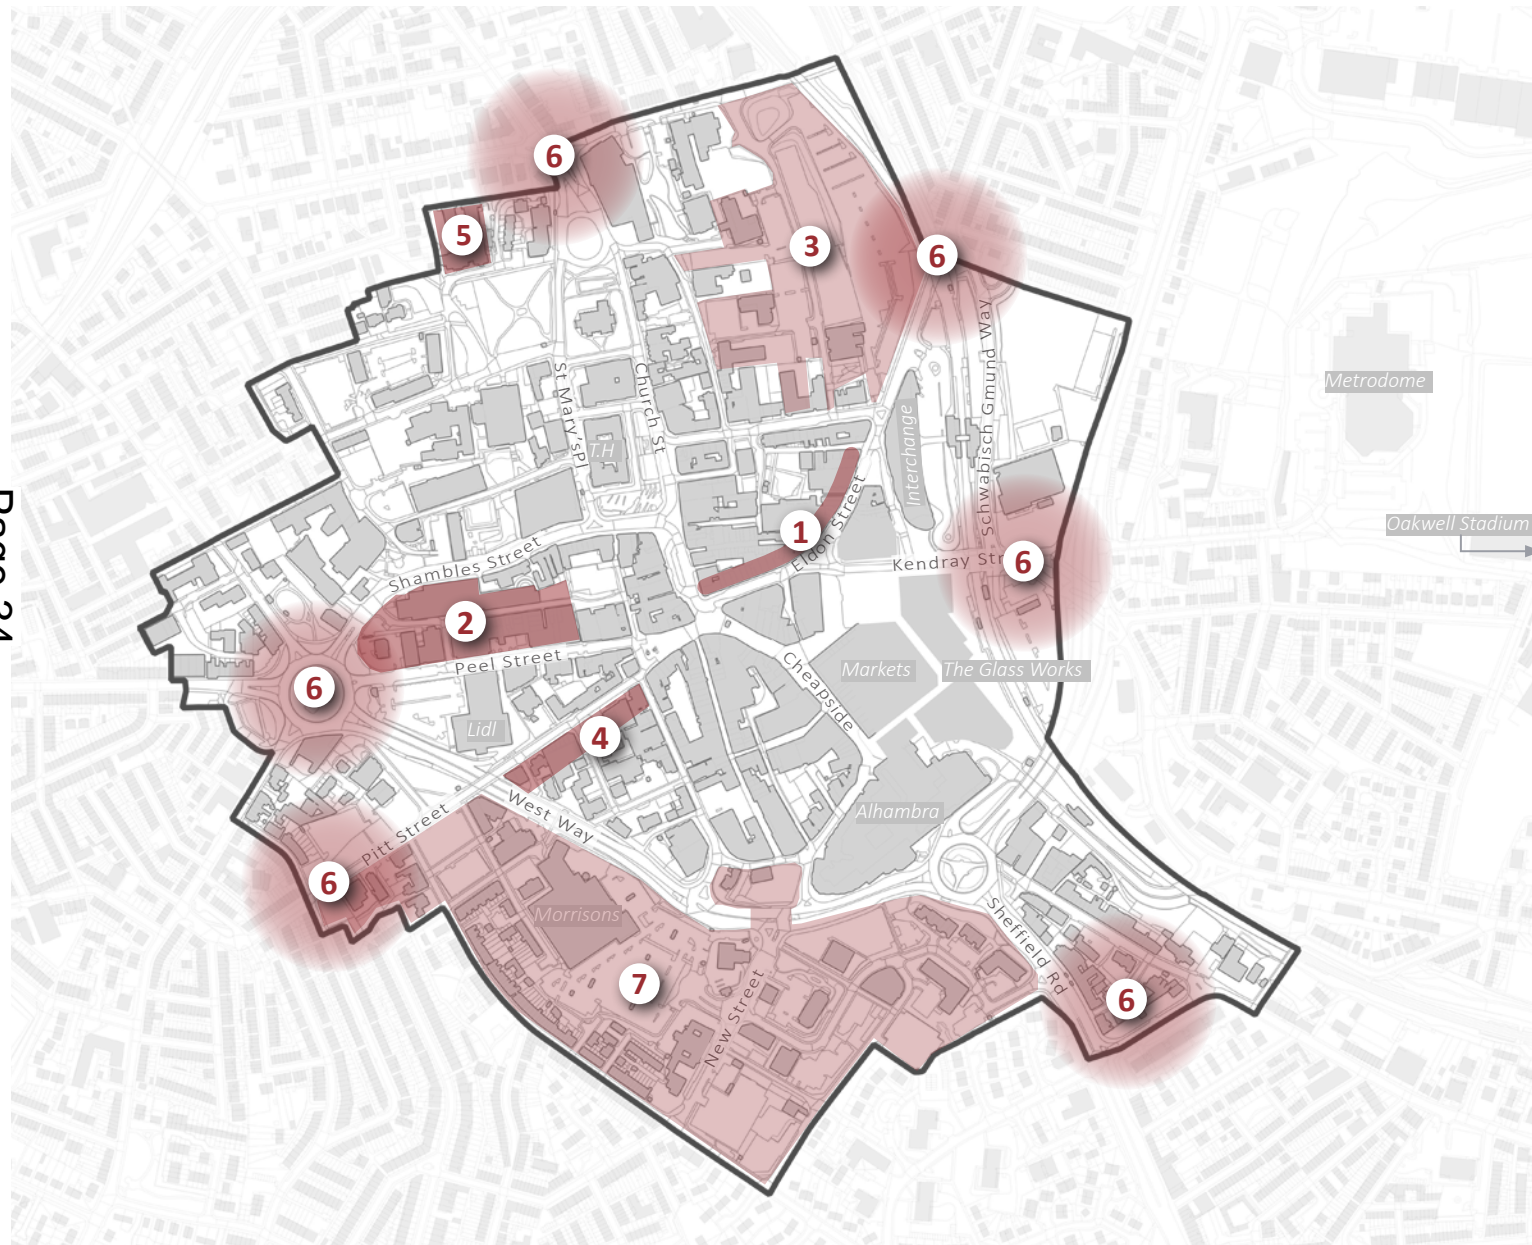 6
5
3
6
Schwabisch Gmund Way
Metrodome
St Mary's Pl
Church St
T.H
Interchange
1
Eldon Street
Oakwell Stadium
Shambles Street
Kendray Str
6
2
Peel Street
Markets
The Glass Works
Cheapside
6
Lidl
4
West Way
Alhambra
Pitt Street
6
Morrisons
7
New Street
Sheffield Rd
6